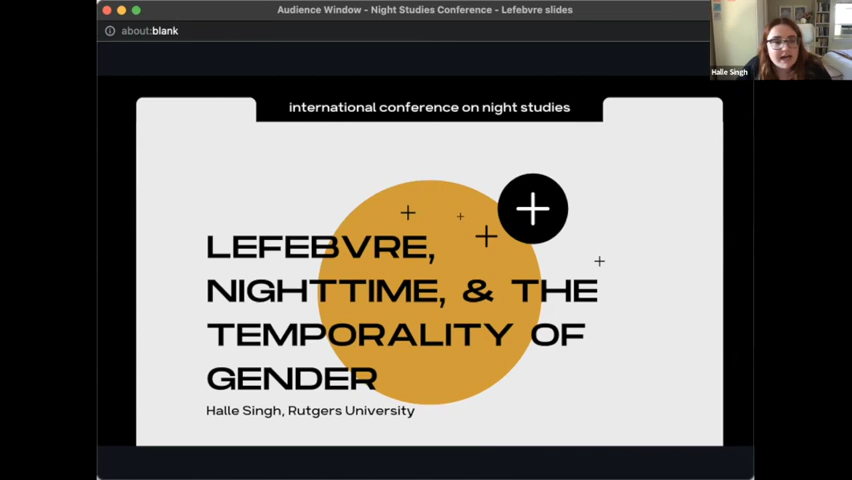 Audience Window - Night Studies Conference - Lefebvre slides
about:blank
Halle Singh
international conference on night studies
LEFEBVRE,
NIGHTTIME, & THE
TEMPORALITY OF
GENDER
Halle Singh, Rutgers University